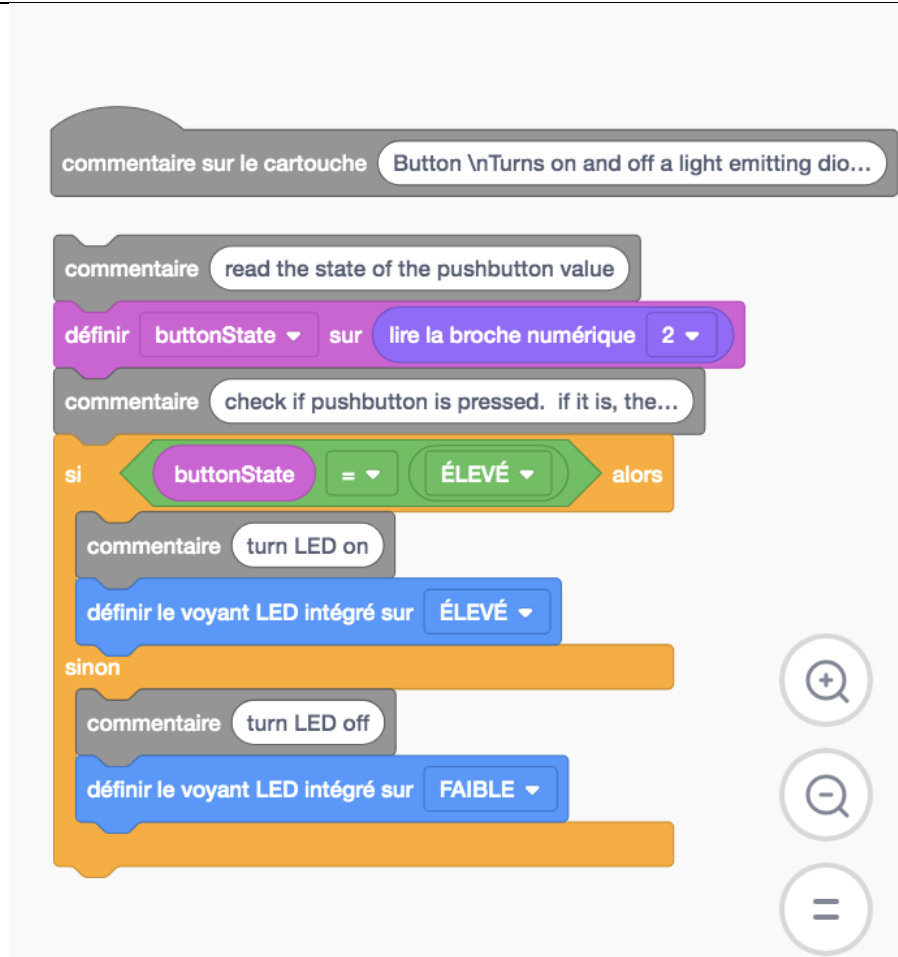 commentaire sur le cartouche Button \nTurns on and off a light emitting dio...
commentaire read the state of the pushbutton value
définir buttonState sur lire la broche numérique 2
commentaire check if pushbutton is pressed. if it is, the...
si buttonState = ÉLEVÉ alors
commentaire turn LED on
définir le voyant LED intégré sur ÉLEVÉ
sinon
commentaire turn LED off
définir le voyant LED intégré sur FAIBLE